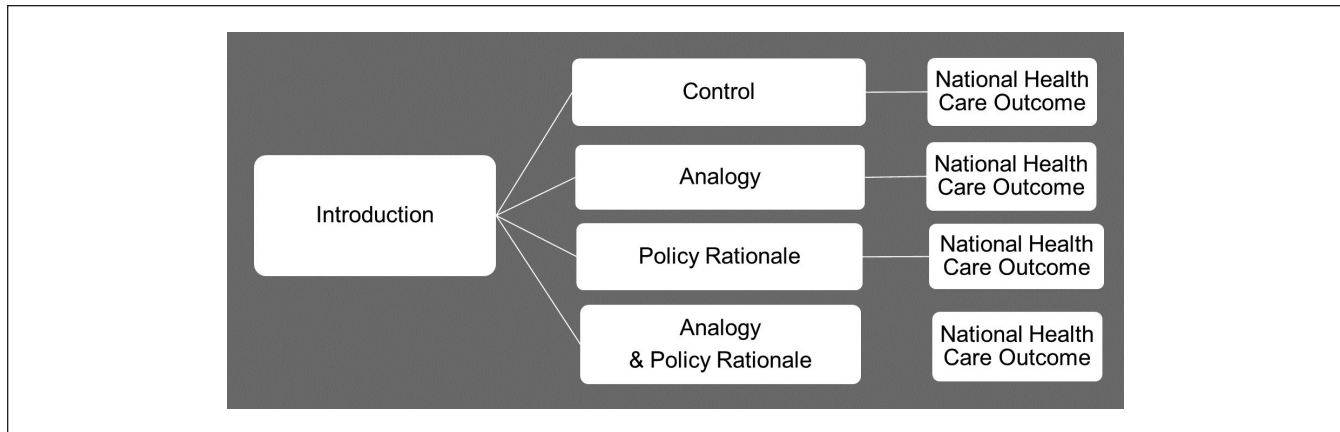 Introduction
Control
National Health
Care Outcome
Analogy
National Health
Care Outcome
Policy Rationale
National Health
Care Outcome
Analogy
& Policy Rationale
National Health
Care Outcome